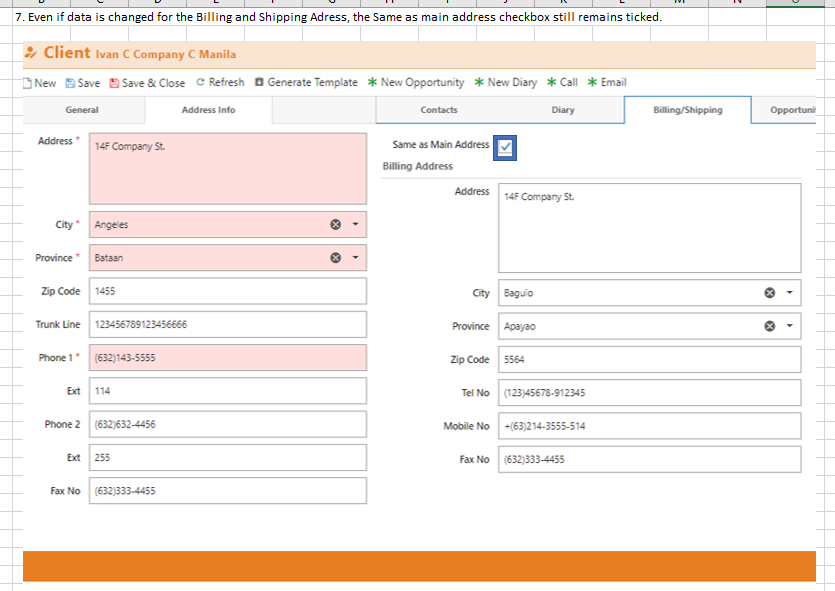 7. Even if data is changed for the Billing and Shipping Adress, the Same as main address checkbox still remains ticked.
Client Ivan C Company C Manila
New Save Save & Close Refresh Generate Template New Opportunity New Diary Call Email
General Address Info Contacts Diary Billing/Shipping Opportuni
Address * 14F Company St.
City * Angeles
Province * Bataan
Zip Code 1455
Trunk Line 123456789123456666
Phone 1 * (632)143-5555
Ext 114
Phone 2 (632)632-4456
Ext 255
Fax No (632)333-4455
Same as Main Address
Billing Address
Address 14F Company St.
City Baguio
Province Apayao
Zip Code 5564
Tel No (123)45678-912345
Mobile No +(63)214-3555-514
Fax No (632)333-4455